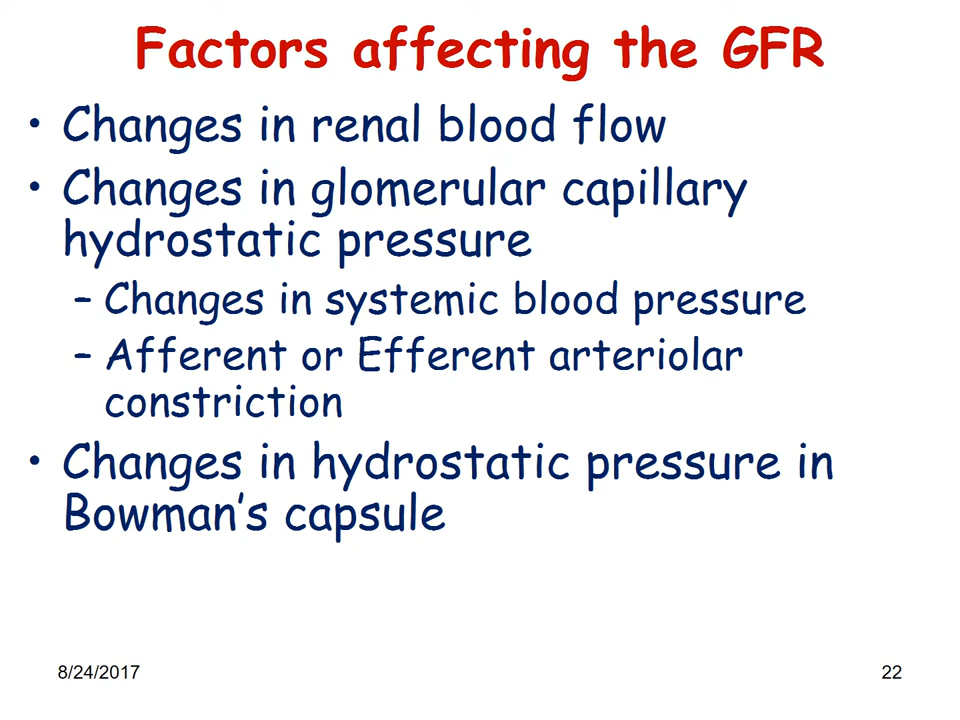 Factors affecting the GFR
• Changes in renal blood flow
• Changes in glomerular capillary
hydrostatic pressure
– Changes in systemic blood pressure
– Afferent or Efferent arteriolar
constriction
• Changes in hydrostatic pressure in
Bowman's capsule
8/24/2017 22